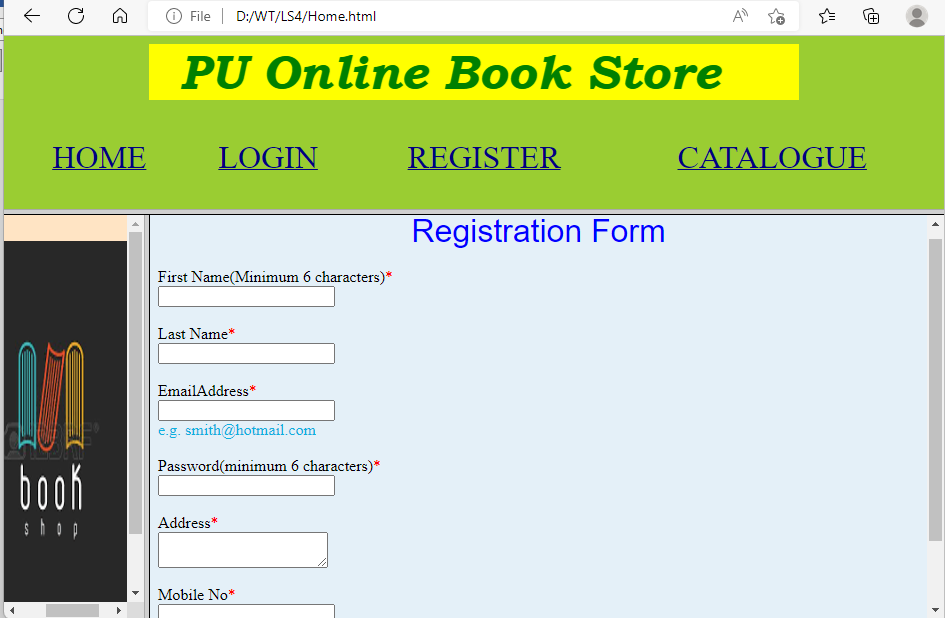 File D:/WT/LS4/Home.html
PU Online Book Store
HOME LOGIN REGISTER CATALOGUE
Registration Form
First Name(Minimum 6 characters)*
Last Name*
EmailAddress*
e.g. smith@hotmail.com
Password(minimum 6 characters)*
Address*
Mobile No*
book
shop